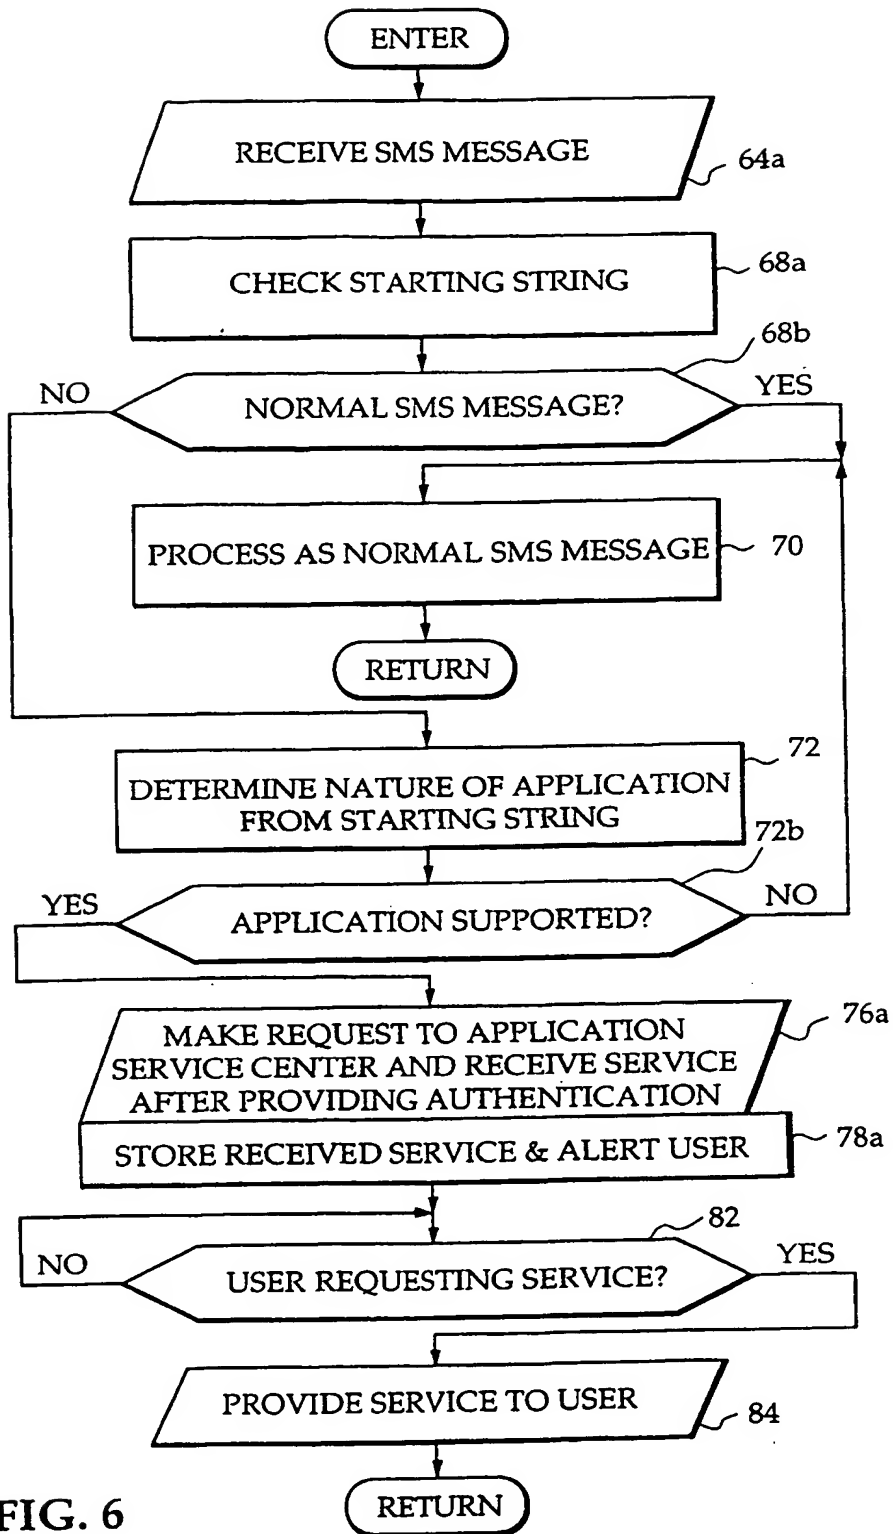 ENTER
RECEIVE SMS MESSAGE
64a
CHECK STARTING STRING
68a
68b
NO
NORMAL SMS MESSAGE?
YES
PROCESS AS NORMAL SMS MESSAGE
70
RETURN
DETERMINE NATURE OF APPLICATION
FROM STARTING STRING
72
72b
YES
APPLICATION SUPPORTED?
NO
MAKE REQUEST TO APPLICATION
SERVICE CENTER AND RECEIVE SERVICE
AFTER PROVIDING AUTHENTICATION
76a
STORE RECEIVED SERVICE & ALERT USER
78a
82
NO
USER REQUESTING SERVICE?
YES
PROVIDE SERVICE TO USER
84
RETURN
FIG. 6